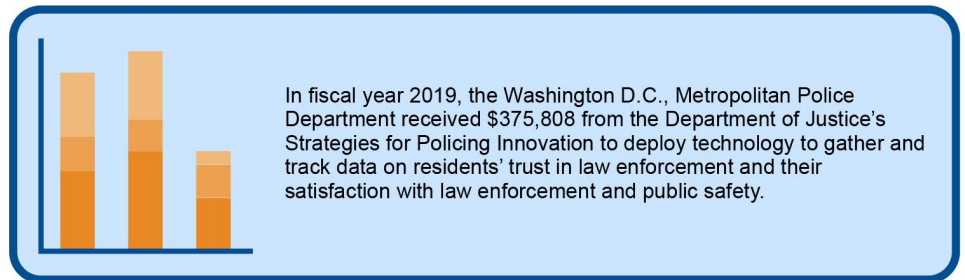 In fiscal year 2019, the Washington D.C., Metropolitan Police
Department received $375,808 from the Department of Justice’s
Strategies for Policing Innovation to deploy technology to gather and
track data on residents’ trust in law enforcement and their
satisfaction with law enforcement and public safety.